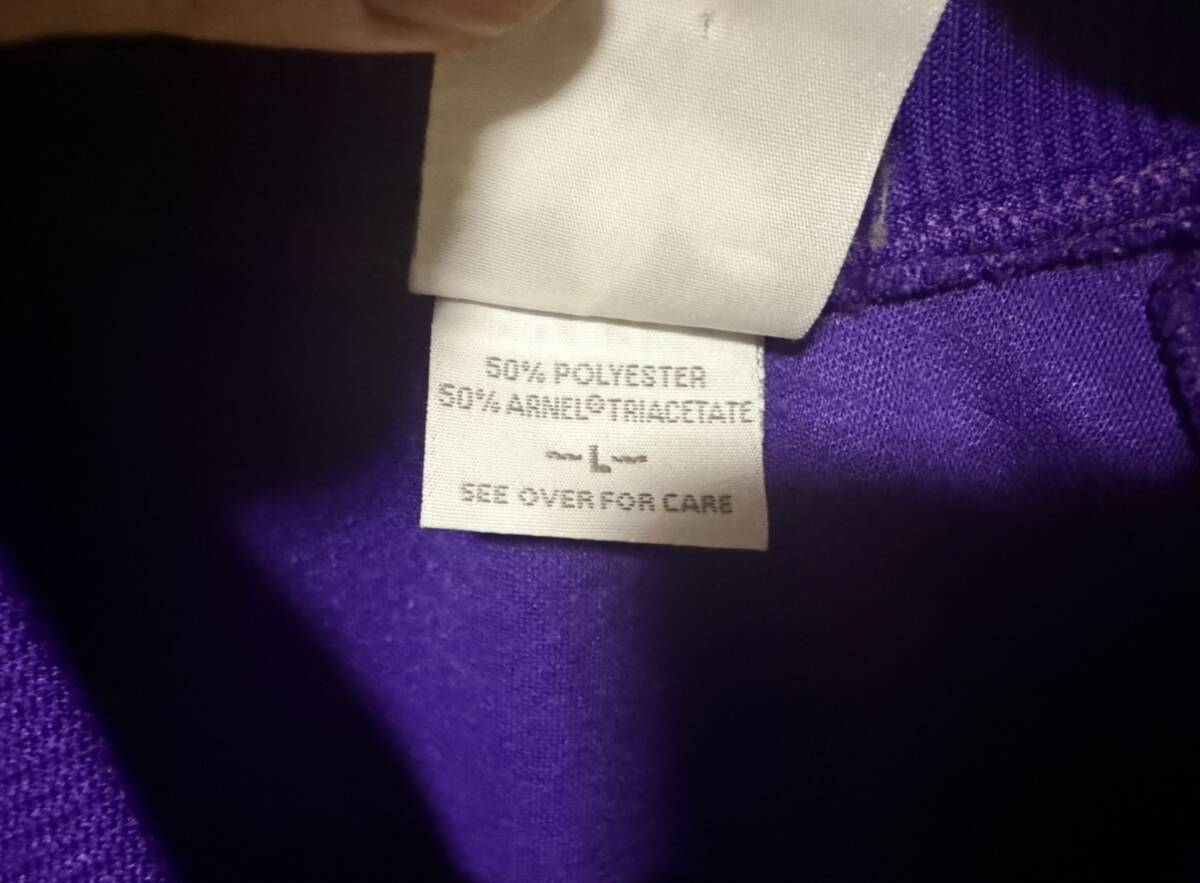 50% POLYESTER
50% ARNEL® TRIACETATE
~L~
SEE OVER FOR CARE